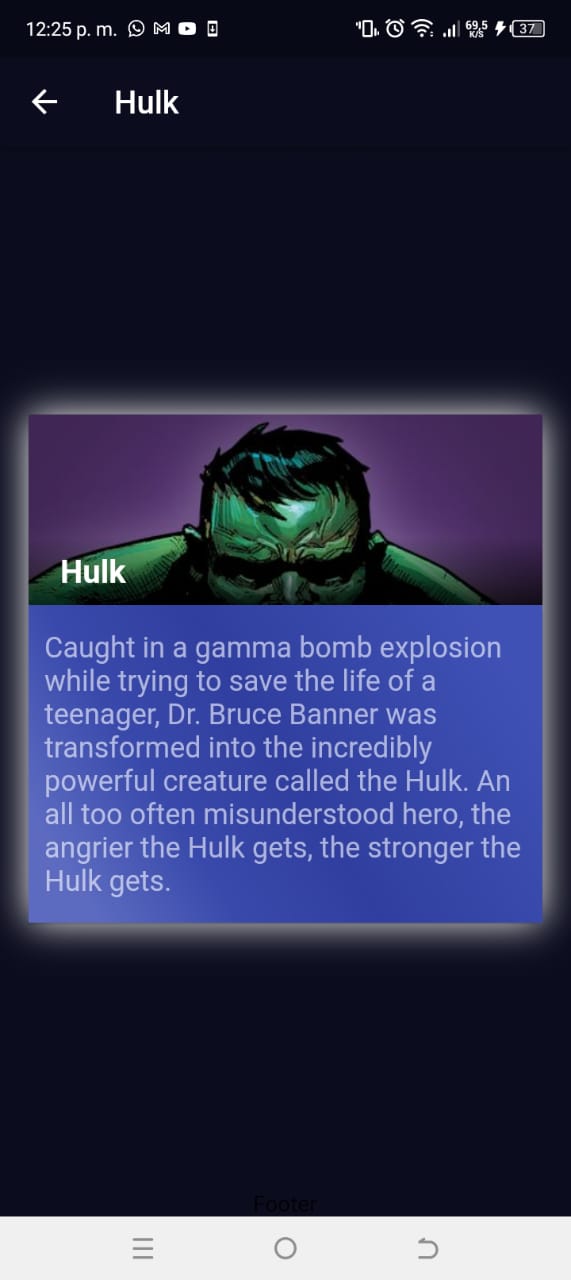 12:25 p. m. 69,5 K/S 37
Hulk
Hulk
Caught in a gamma bomb explosion
while trying to save the life of a
teenager, Dr. Bruce Banner was
transformed into the incredibly
powerful creature called the Hulk. An
all too often misunderstood hero, the
angrier the Hulk gets, the stronger the
Hulk gets.
Footer